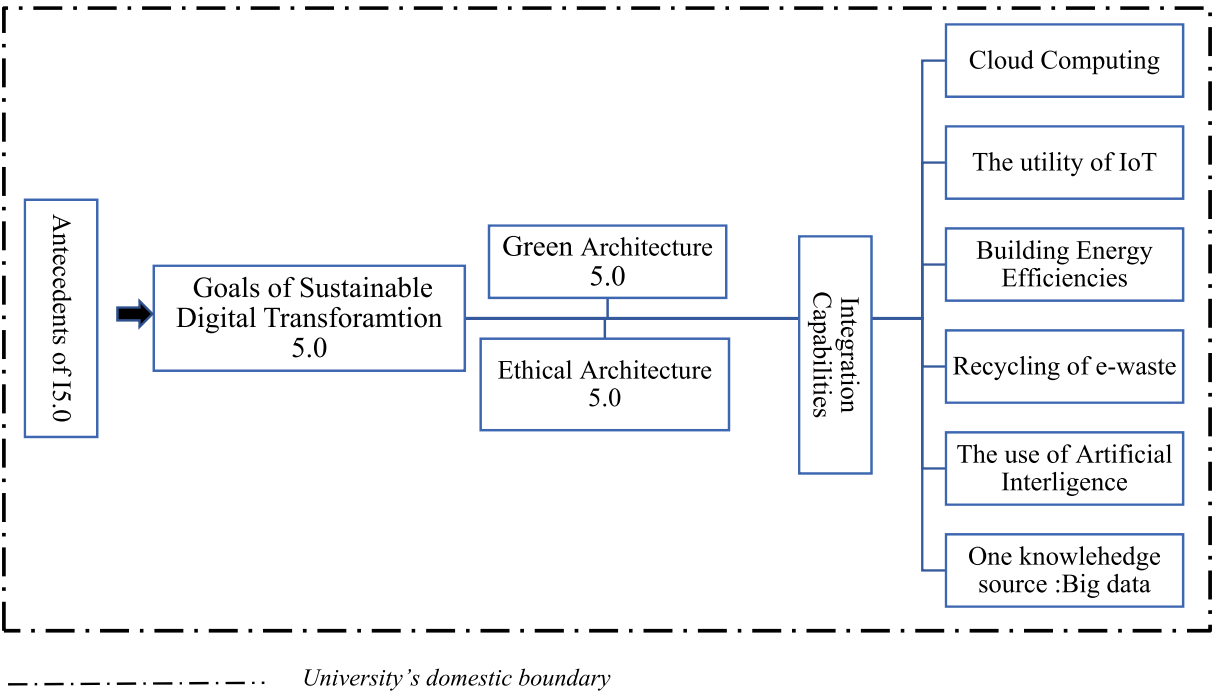 Antecedents of I5.0
Goals of Sustainable
Digital Transforamtion
5.0
Green Architecture
5.0
Ethical Architecture
5.0
Integration
Capabilities
Cloud Computing
The utility of IoT
Building Energy
Efficiencies
Recycling of e-waste
The use of Artificial
Interligence
One knowlehedge
source :Big data
University’s domestic boundary